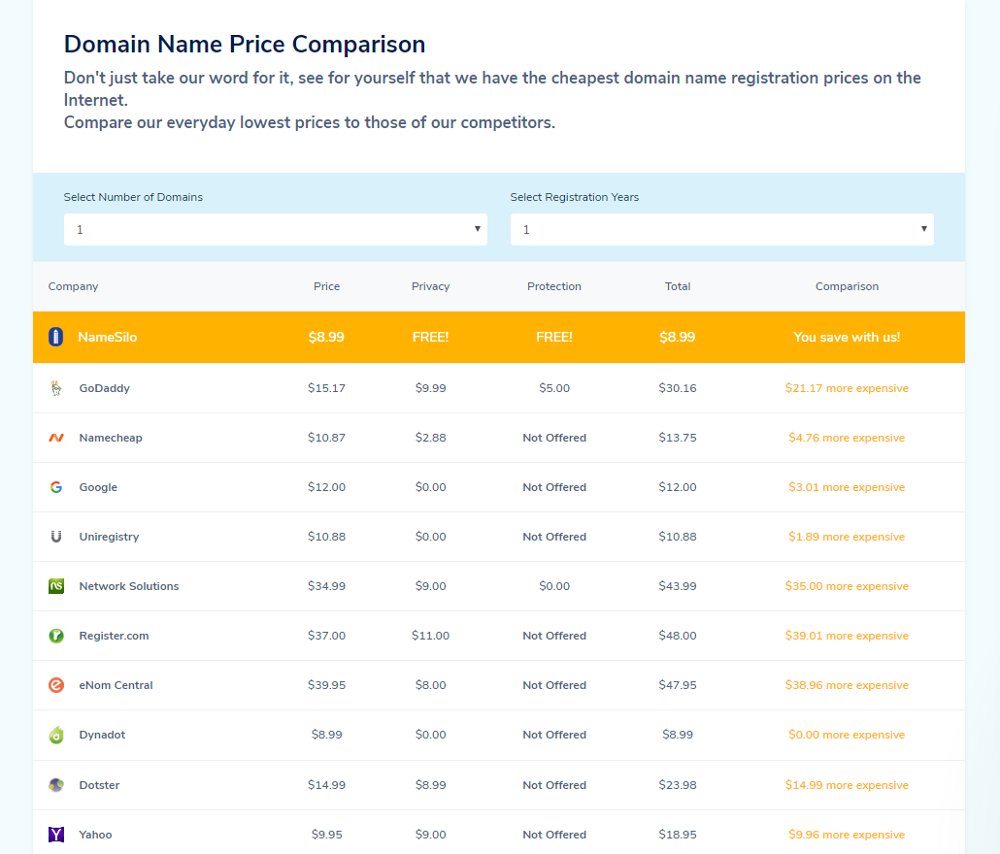 Domain Name Price Comparison
Don't just take our word for it, see for yourself that we have the cheapest domain name registration prices on the
Internet.
Compare our everyday lowest prices to those of our competitors.
Select Number of Domains Select Registration Years
1 1
Company Price Privacy Protection Total Comparison
NameSilo $8.99 FREE! FREE! $8.99 You save with us!
GoDaddy $15.17 $9.99 $5.00 $30.16 $21.17 more expensive
Namecheap $10.87 $2.88 Not Offered $13.75 $4.76 more expensive
Google $12.00 $0.00 Not Offered $12.00 $3.01 more expensive
Uniregistry $10.88 $0.00 Not Offered $10.88 $1.89 more expensive
Network Solutions $34.99 $9.00 $0.00 $43.99 $35.00 more expensive
Register.com $37.00 $11.00 Not Offered $48.00 $39.01 more expensive
eNom Central $39.95 $8.00 Not Offered $47.95 $38.96 more expensive
Dynadot $8.99 $0.00 Not Offered $8.99 $0.00 more expensive
Dotster $14.99 $8.99 Not Offered $23.98 $14.99 more expensive
Yahoo $9.95 $9.00 Not Offered $18.95 $9.96 more expensive